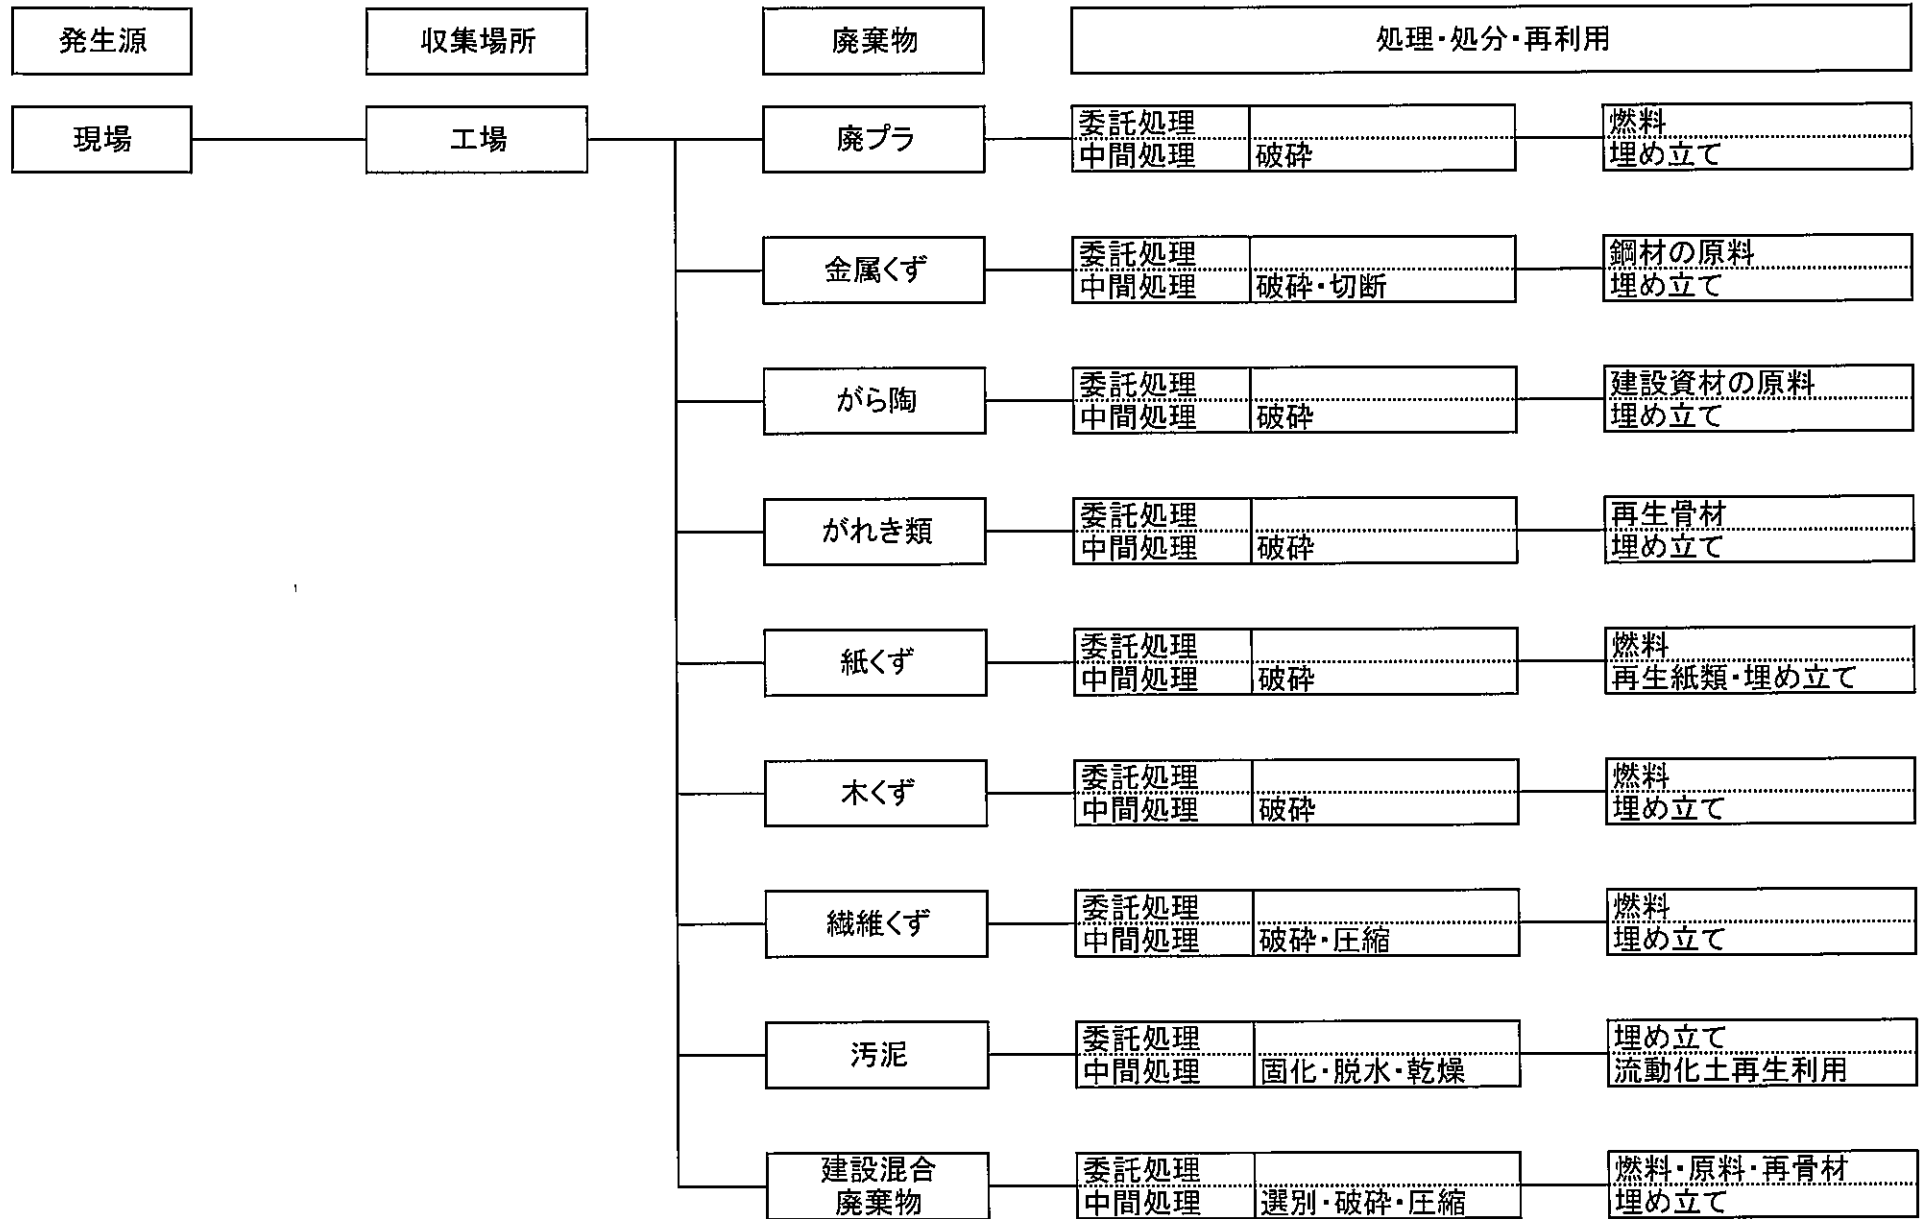 発生源
収集場所
廃棄物
処理・処分・再利用
現場
工場
廃プラ
委託処理
中間処理
破砕
燃料
埋め立て
金属くず
委託処理
中間処理
破砕・切断
鋼材の原料
埋め立て
がら陶
委託処理
中間処理
破砕
建設資材の原料
埋め立て
がれき類
委託処理
中間処理
破砕
再生骨材
埋め立て
紙くず
委託処理
中間処理
破砕
燃料
再生紙類・埋め立て
木くず
委託処理
中間処理
破砕
燃料
埋め立て
繊維くず
委託処理
中間処理
破砕・圧縮
燃料
埋め立て
汚泥
委託処理
中間処理
固化・脱水・乾燥
埋め立て
流動化土再生利用
建設混合
廃棄物
委託処理
中間処理
選別・破砕・圧縮
燃料・原料・再骨材
埋め立て